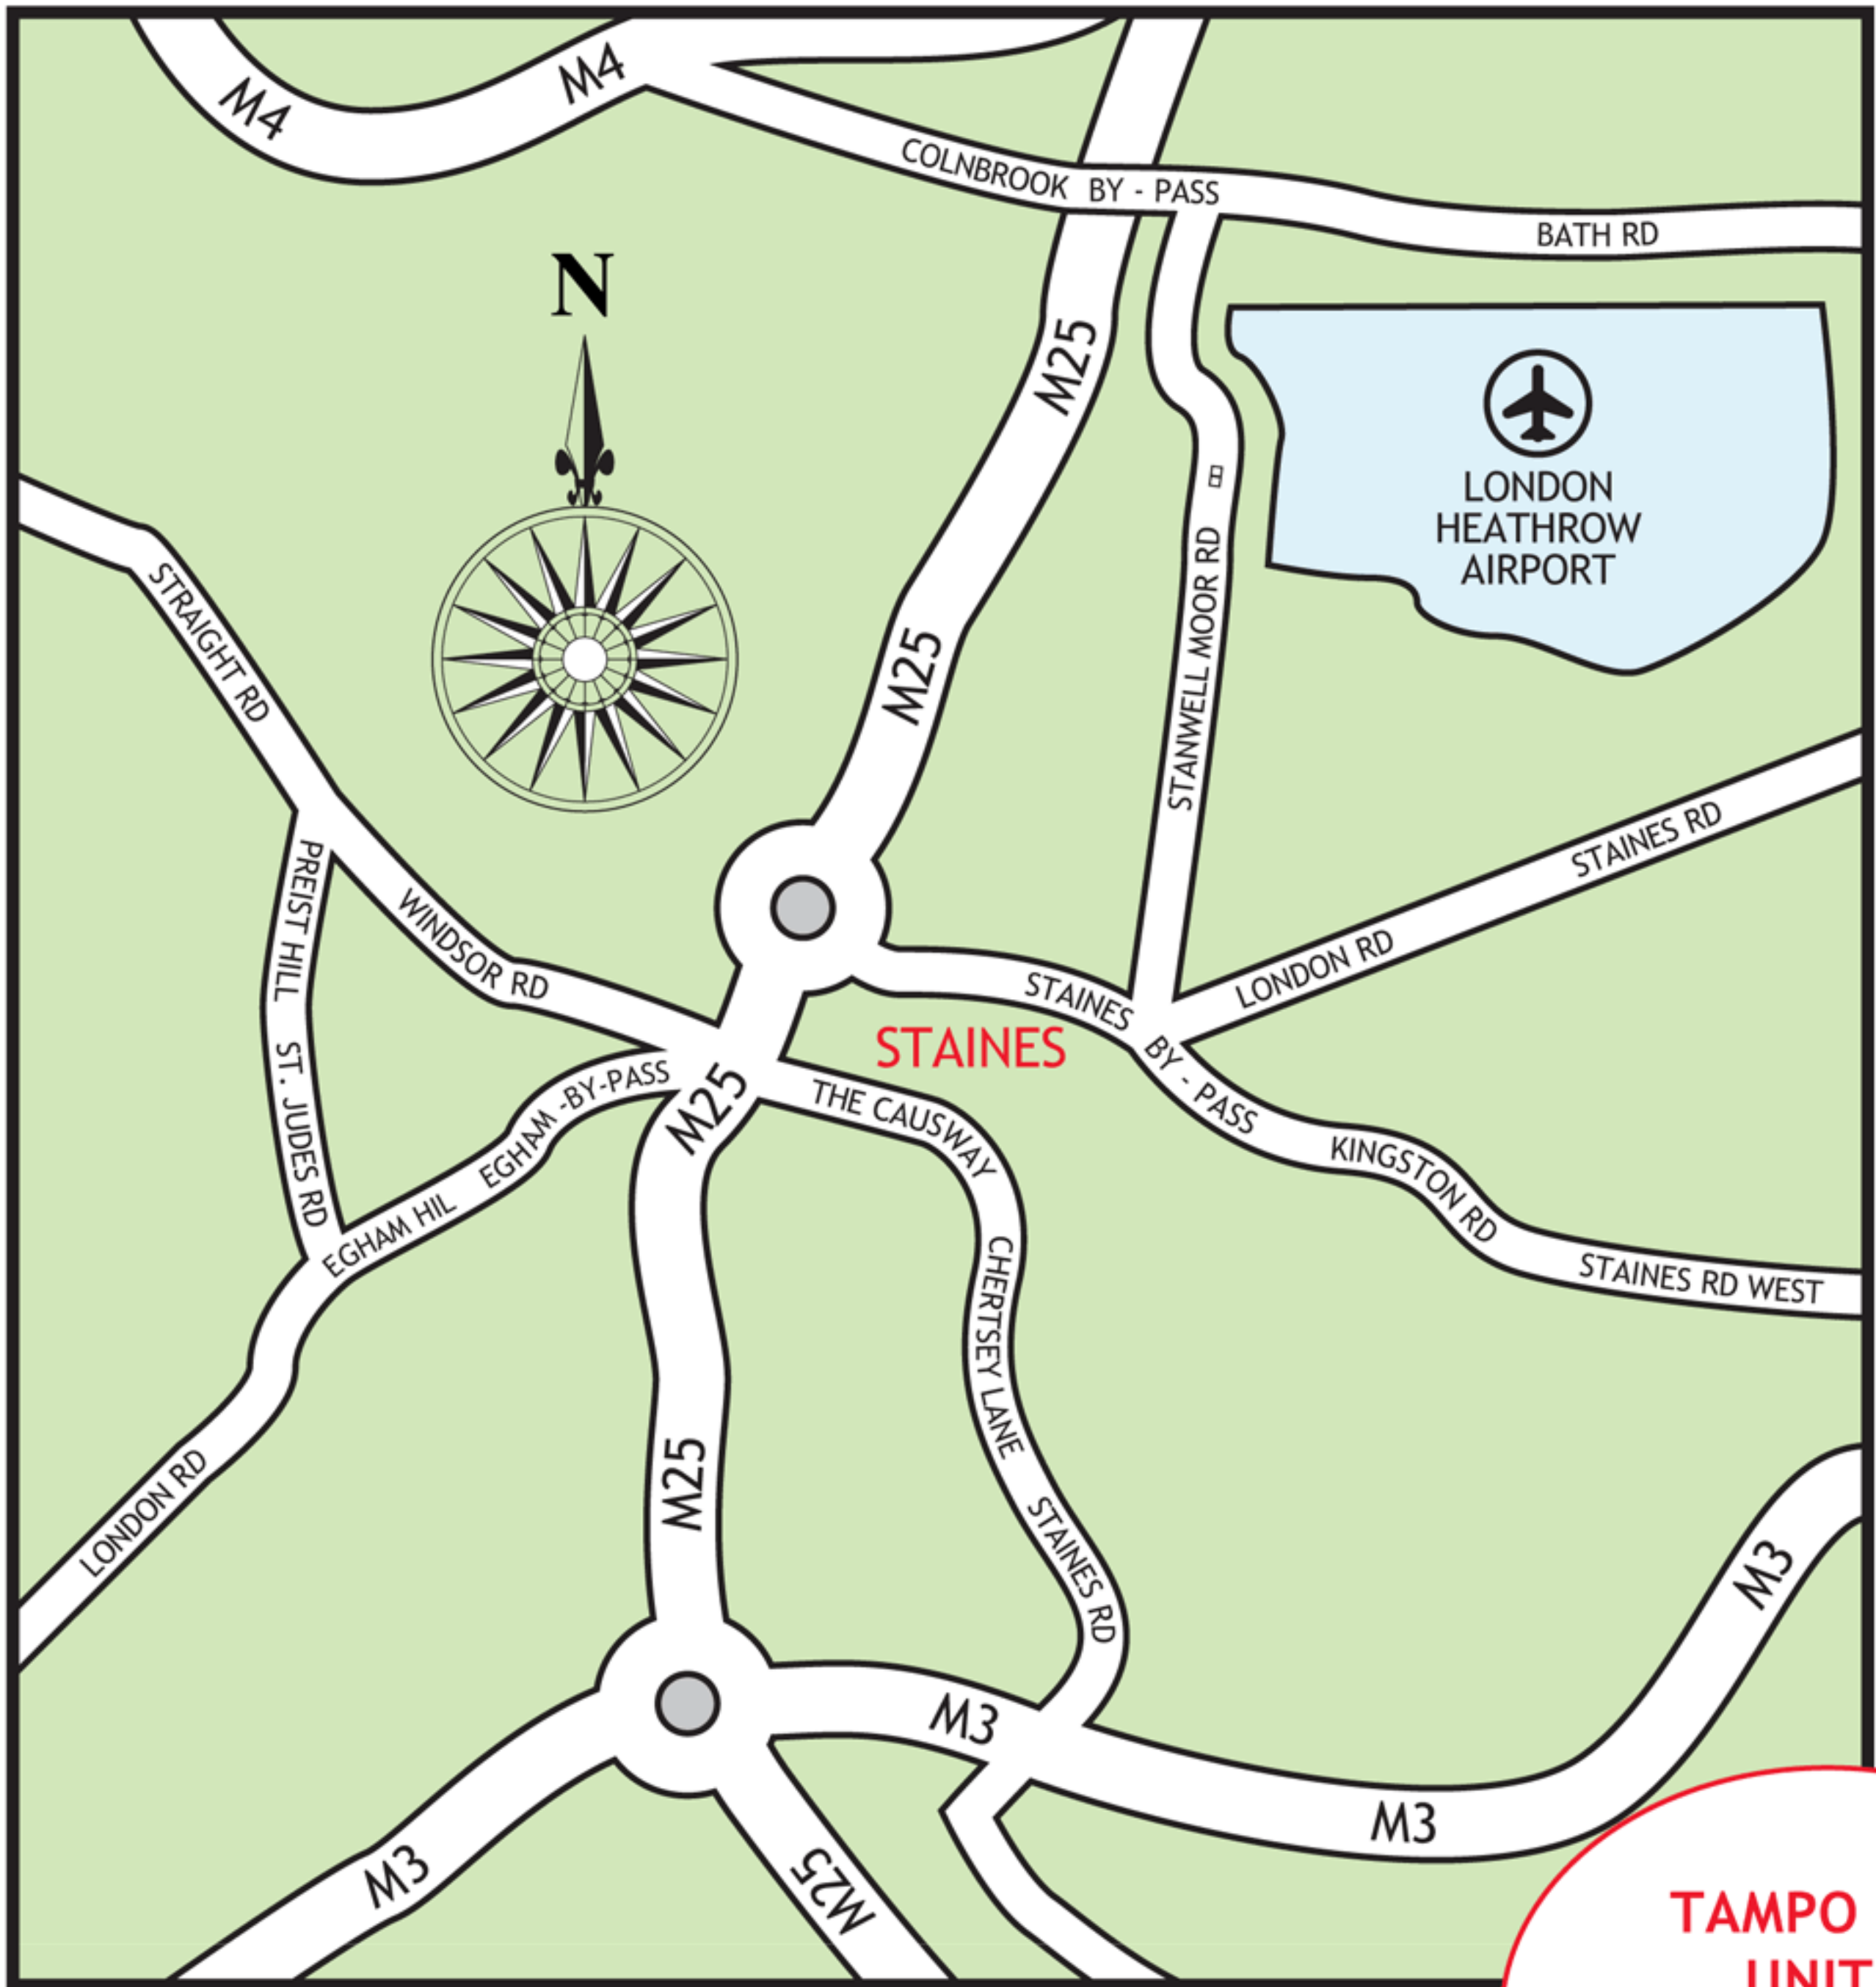 M4
M4
COLNBROOK BY - PASS
BATH RD
N
M25
LONDON
HEATHROW
AIRPORT
STANWELL MOOR RD
STRAIGHT RD
M25
STAINES RD
PREIST HILL
WINDSOR RD
LONDON RD
STAINES
BY - PASS
STAINES
ST. JUDES RD
EGHAM -BY-PASS
M25
THE CAUSWAY
KINGSTON RD
EGHAM HIL
STAINES RD WEST
CHERTSEY LANE
LONDON RD
M25
STAINES RD
M3
M3
M3
M3
M25
TAMPO
UNIT